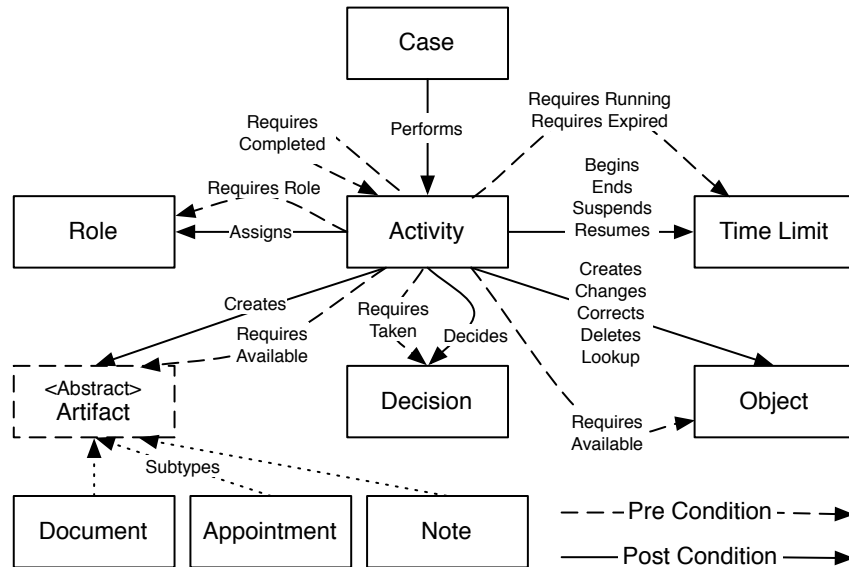 Case
Performs
Requires
Completed
Requires Running
Requires Expired
Requires Role
Role
Assigns
Activity
Begins
Ends
Suspends
Resumes
Time Limit
Creates
Requires
Available
Requires
Taken
Decides
Creates
Changes
Corrects
Deletes
Lookup
<Abstract>
Artifact
Decision
Object
Requires
Available
Subtypes
Document
Appointment
Note
Pre Condition
Post Condition